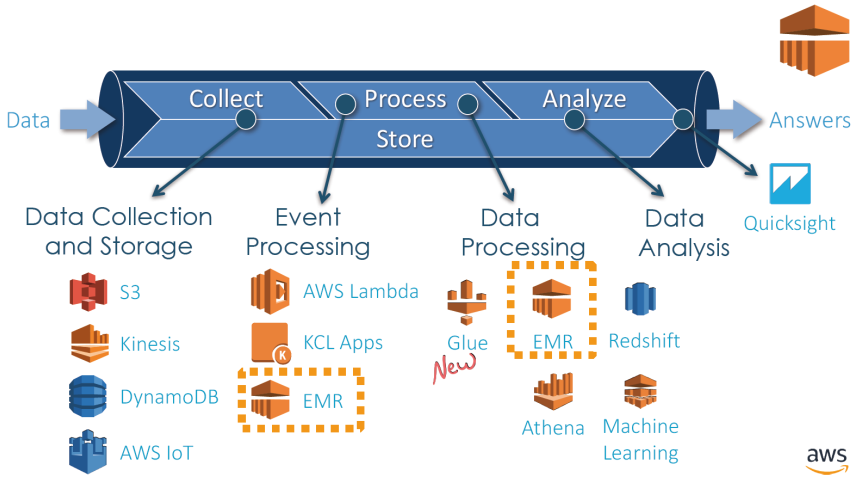 Data
Collect
Process
Analyze
Store
Answers
Quicksight
Data Collection
and Storage
S3
Kinesis
DynamoDB
AWS IoT
Event
Processing
AWS Lambda
K
KCL Apps
EMR
Data
Processing
Glue
New
EMR
Athena
Data
Analysis
Redshift
Machine
Learning
aws